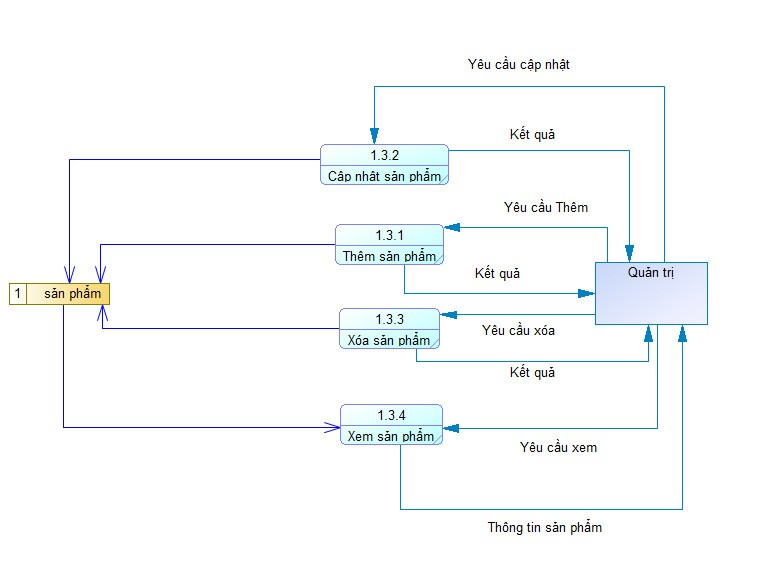 Yêu cầu cập nhật
Kết quả
1.3.2
Cập nhật sản phẩm
Yêu cầu Thêm
1.3.1
Thêm sản phẩm
Kết quả
Quản trị
1 sản phẩm
1.3.3
Xóa sản phẩm
Yêu cầu xóa
Kết quả
1.3.4
Xem sản phẩm
Yêu cầu xem
Thông tin sản phẩm